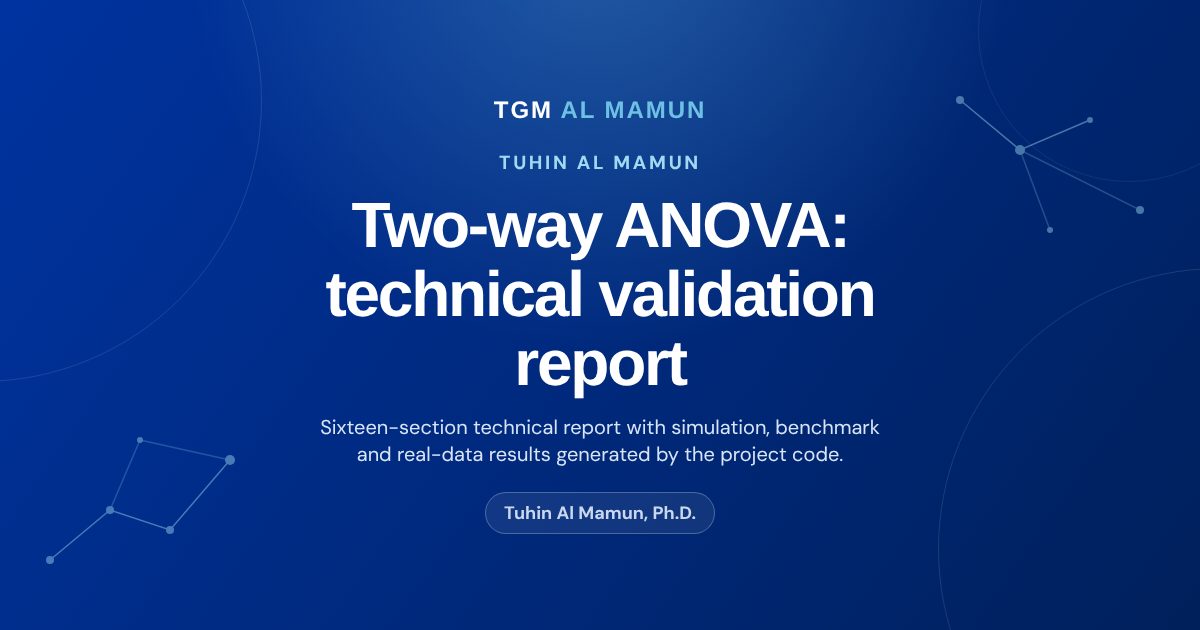 TGM AL MAMUN
TUHIN AL MAMUN
Two-way ANOVA:
technical validation
report
Sixteen-section technical report with simulation, benchmark
and real-data results generated by the project code.
Tuhin Al Mamun, Ph.D.